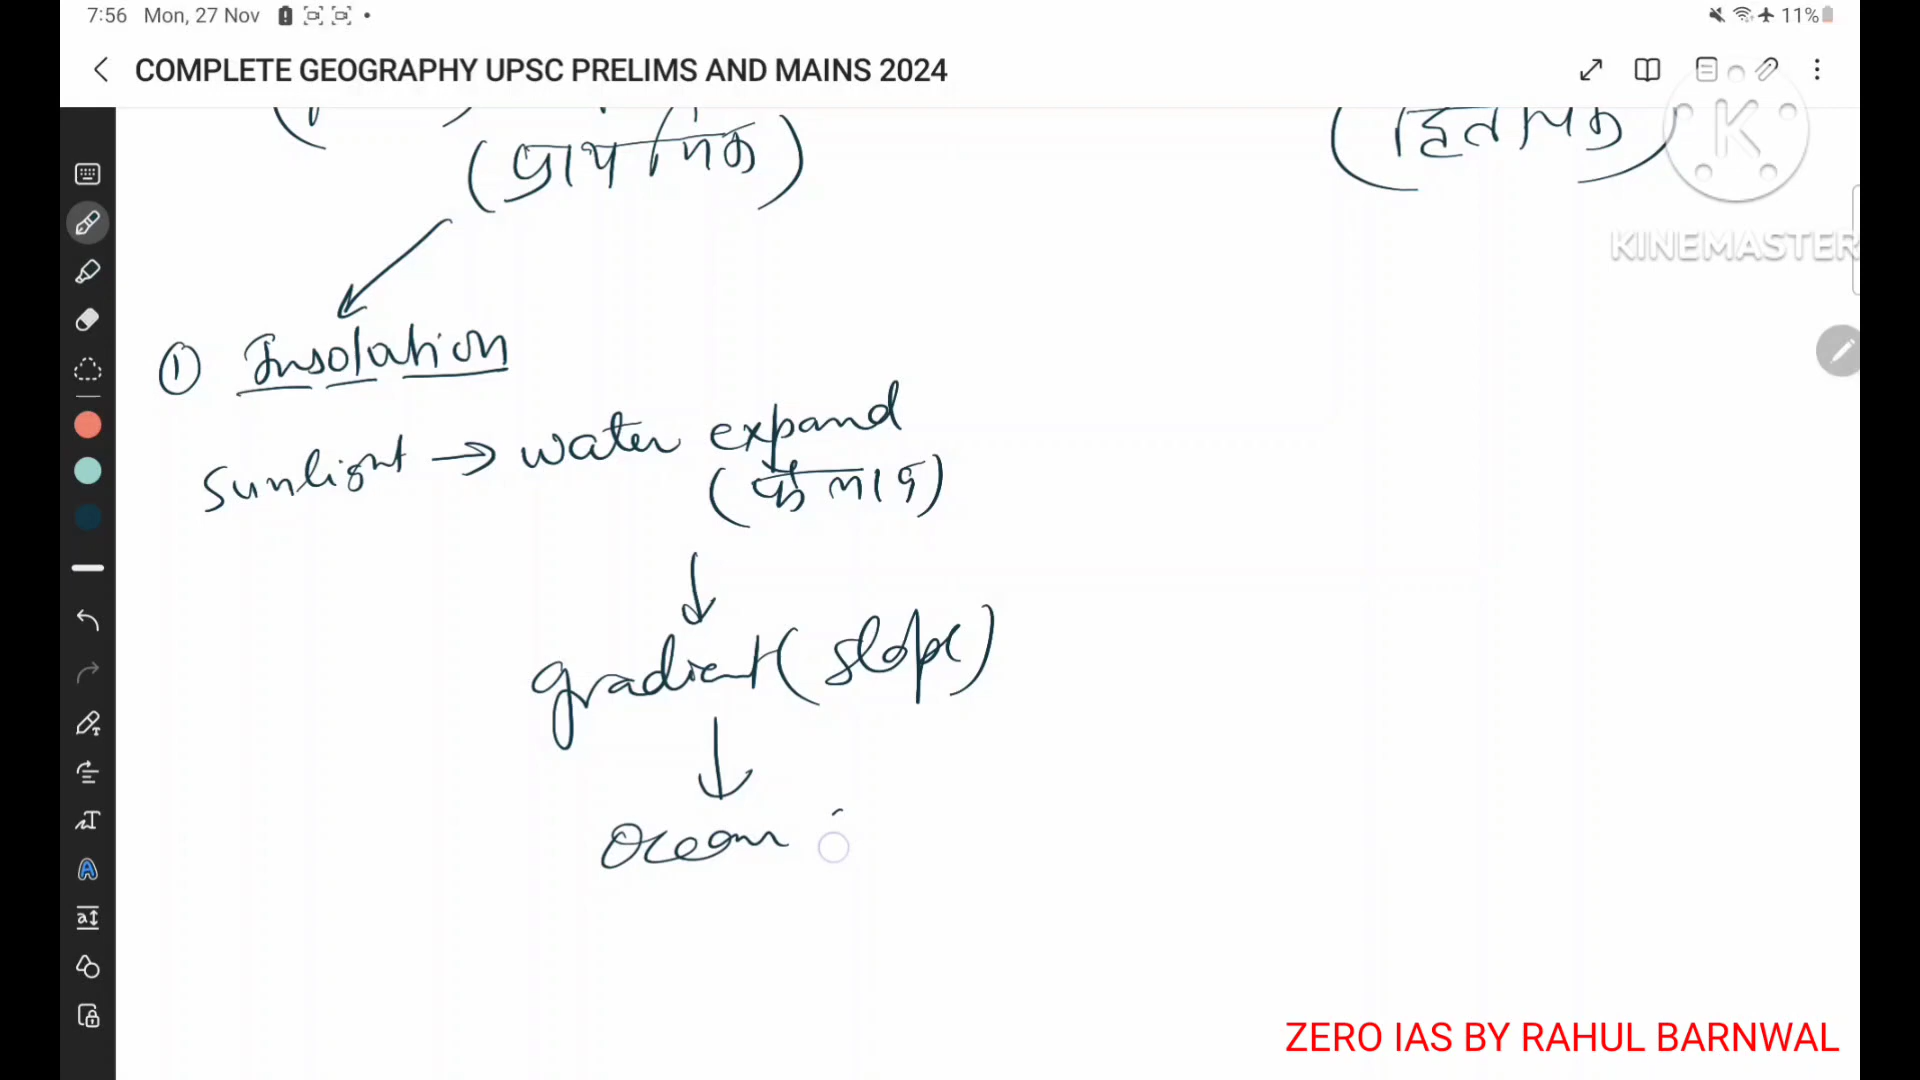 7:56 Mon, 27 Nov
11%
COMPLETE GEOGRAPHY UPSC PRELIMS AND MAINS 2024
K
KINEMASTER
(प्राथमिक)
① Insolation
Sunlight → water expand
(फैलाव)
↓
gradient (slope)
↓
Ocean
ZERO IAS BY RAHUL BARNWAL